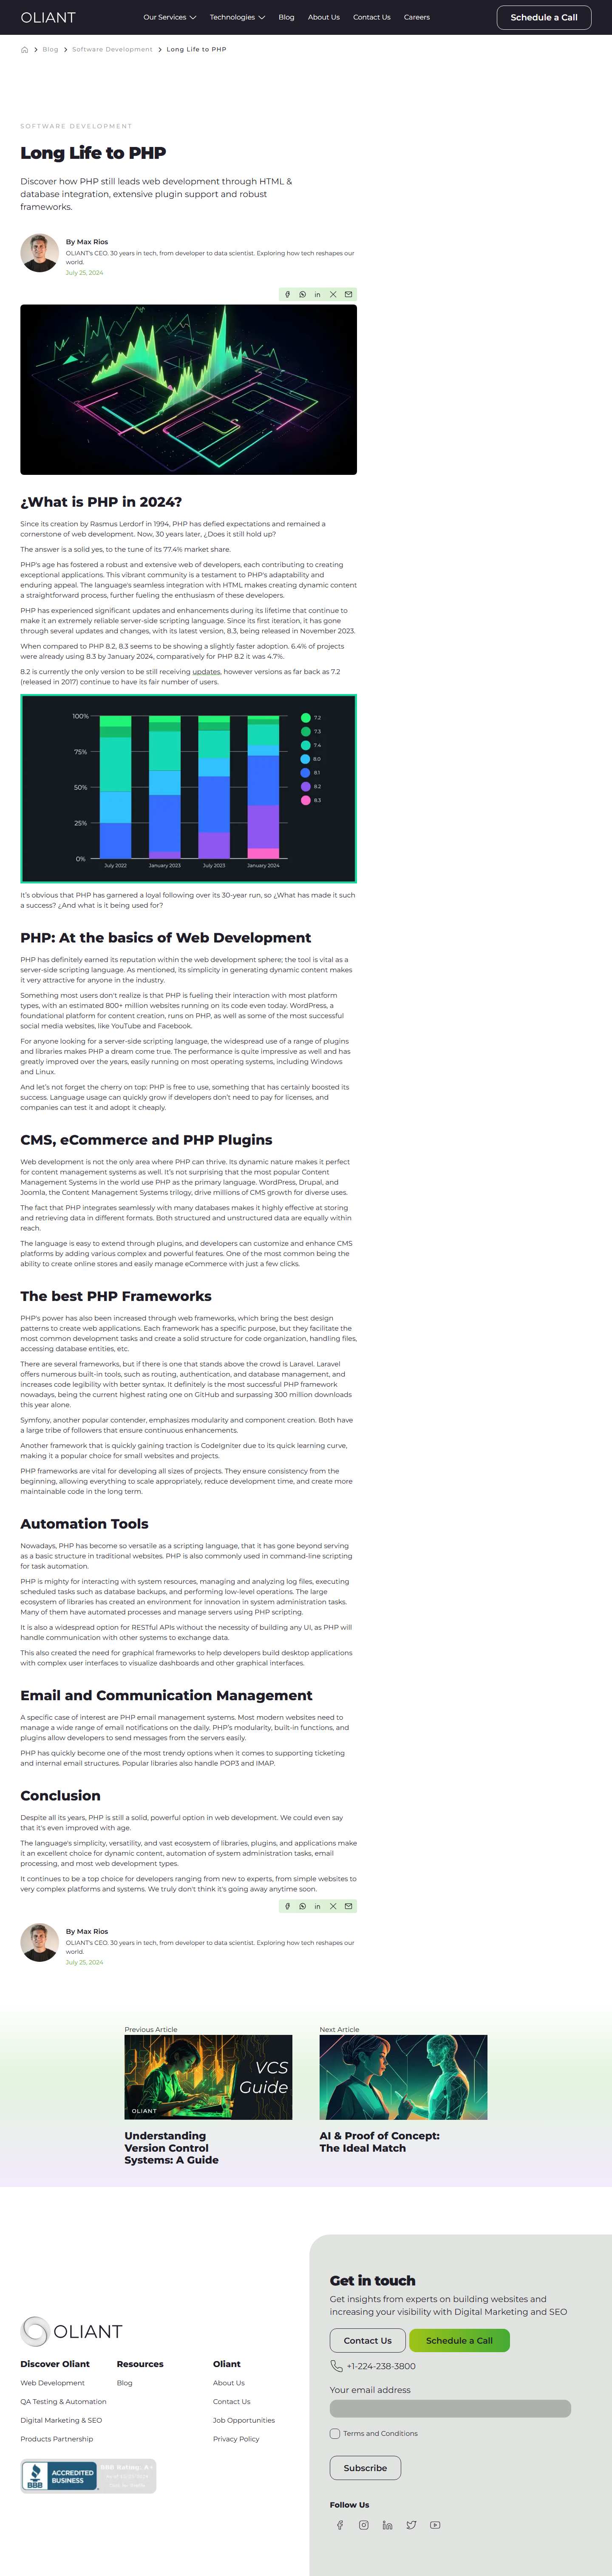 OLIANT
Our Services
Technologies
Blog
About Us
Contact Us
Careers
Schedule a Call
Blog
Software Development
Long Life to PHP
SOFTWARE DEVELOPMENT
Long Life to PHP
Discover how PHP still leads web development through HTML &
database integration, extensive plugin support and robust
frameworks.
By Max Rios
OLIANT's CEO. 30 years in tech, from developer to data scientist. Exploring how tech reshapes our
world.
July 25, 2024
¿What is PHP in 2024?
Since its creation by Rasmus Lerdorf in 1994, PHP has defied expectations and remained a
cornerstone of web development. Now, 30 years later, ¿Does it still hold up?
The answer is a solid yes, to the tune of its 77.4% market share.
PHP's age has fostered a robust and extensive web of developers, each contributing to creating
exceptional applications. This vibrant community is a testament to PHP's adaptability and
enduring appeal. The language's seamless integration with HTML makes creating dynamic content
a straightforward process, further fueling the enthusiasm of these developers.
PHP has experienced significant updates and enhancements during its lifetime that continue to
make it an extremely reliable server-side scripting language. Since its first iteration, it has gone
through several updates and changes, with its latest version, 8.3, being released in November 2023.
When compared to PHP 8.2, 8.3 seems to be showing a slightly faster adoption. 6.4% of projects
were already using 8.3 by January 2024, comparatively for PHP 8.2 it was 4.7%.
8.2 is currently the only version to be still receiving updates, however versions as far back as 7.2
(released in 2017) continue to have its fair number of users.
100%
75%
50%
25%
0%
July 2022
January 2023
July 2023
January 2024
7.2
7.3
7.4
8.0
8.1
8.2
8.3
It's obvious that PHP has garnered a loyal following over its 30-year run, so ¿What has made it such
a success? ¿And what is it being used for?
PHP: At the basics of Web Development
PHP has definitely earned its reputation within the web development sphere; the tool is vital as a
server-side scripting language. As mentioned, its simplicity in generating dynamic content makes
it very attractive for anyone in the industry.
Something most users don't realize is that PHP is fueling their interaction with most platform
types, with an estimated 800+ million websites running on its code even today. WordPress, a
foundational platform for content creation, runs on PHP, as well as some of the most successful
social media websites, like YouTube and Facebook.
For anyone looking for a server-side scripting language, the widespread use of a range of plugins
and libraries makes PHP a dream come true. The performance is quite impressive as well and has
greatly improved over the years, easily running on most operating systems, including Windows
and Linux.
And let's not forget the cherry on top: PHP is free to use, something that has certainly boosted its
success. Language usage can quickly grow if developers don't need to pay for licenses, and
companies can test it and adopt it cheaply.
CMS, eCommerce and PHP Plugins
Web development is not the only area where PHP can thrive. Its dynamic nature makes it perfect
for content management systems as well. It's not surprising that the most popular Content
Management Systems in the world use PHP as the primary language. WordPress, Drupal, and
Joomla, the Content Management Systems trilogy, drive millions of CMS growth for diverse uses.
The fact that PHP integrates seamlessly with many databases makes it highly effective at storing
and retrieving data in different formats. Both structured and unstructured data are equally within
reach.
The language is easy to extend through plugins, and developers can customize and enhance CMS
platforms by adding various complex and powerful features. One of the most common being the
ability to create online stores and easily manage eCommerce with just a few clicks.
The best PHP Frameworks
PHP's power has also been increased through web frameworks, which bring the best design
patterns to create web applications. Each framework has a specific purpose, but they facilitate the
most common development tasks and create a solid structure for code organization, handling files,
accessing database entities, etc.
There are several frameworks, but if there is one that stands above the crowd is Laravel. Laravel
offers numerous built-in tools, such as routing, authentication, and database management, and
increases code legibility with better syntax. It definitely is the most successful PHP framework
nowadays, being the current highest rating one on GitHub and surpassing 300 million downloads
this year alone.
Symfony, another popular contender, emphasizes modularity and component creation. Both have
a large tribe of followers that ensure continuous enhancements.
Another framework that is quickly gaining traction is CodeIgniter due to its quick learning curve,
making it a popular choice for small websites and projects.
PHP frameworks are vital for developing all sizes of projects. They ensure consistency from the
beginning, allowing everything to scale appropriately, reduce development time, and create more
maintainable code in the long term.
Automation Tools
Nowadays, PHP has become so versatile as a scripting language, that it has gone beyond serving
as a basic structure in traditional websites. PHP is also commonly used in command-line scripting
for task automation.
PHP is mighty for interacting with system resources, managing and analyzing log files, executing
scheduled tasks such as database backups, and performing low-level operations. The large
ecosystem of libraries has created an environment for innovation in system administration tasks.
Many of them have automated processes and manage servers using PHP scripting.
It is also a widespread option for RESTful APIs without the necessity of building any UI, as PHP will
handle communication with other systems to exchange data.
This also created the need for graphical frameworks to help developers build desktop applications
with complex user interfaces to visualize dashboards and other graphical interfaces.
Email and Communication Management
A specific case of interest are PHP email management systems. Most modern websites need to
manage a wide range of email notifications on the daily. PHP's modularity, built-in functions, and
plugins allow developers to send messages from the servers easily.
PHP has quickly become one of the most trendy options when it comes to supporting ticketing
and internal email structures. Popular libraries also handle POP3 and IMAP.
Conclusion
Despite all its years, PHP is still a solid, powerful option in web development. We could even say
that it's even improved with age.
The language's simplicity, versatility, and vast ecosystem of libraries, plugins, and applications make
it an excellent choice for dynamic content, automation of system administration tasks, email
processing, and most web development types.
It continues to be a top choice for developers ranging from new to experts, from simple websites to
very complex platforms and systems. We truly don't think it's going away anytime soon.
By Max Rios
OLIANT's CEO. 30 years in tech, from developer to data scientist. Exploring how tech reshapes our
world.
July 25, 2024
Previous Article
VCS
Guide
OLIANT
Understanding
Version Control
Systems: A Guide
Next Article
AI & Proof of Concept:
The Ideal Match
OLIANT
Discover Oliant
Web Development
QA Testing & Automation
Digital Marketing & SEO
Products Partnership
Resources
Blog
Oliant
About Us
Contact Us
Job Opportunities
Privacy Policy
BBB
ACCREDITED
BUSINESS
BBB Rating: A+
Get in touch
Get insights from experts on building websites and
increasing your visibility with Digital Marketing and SEO
Contact Us
Schedule a Call
+1-224-238-3800
Your email address
Terms and Conditions
Subscribe
Follow Us